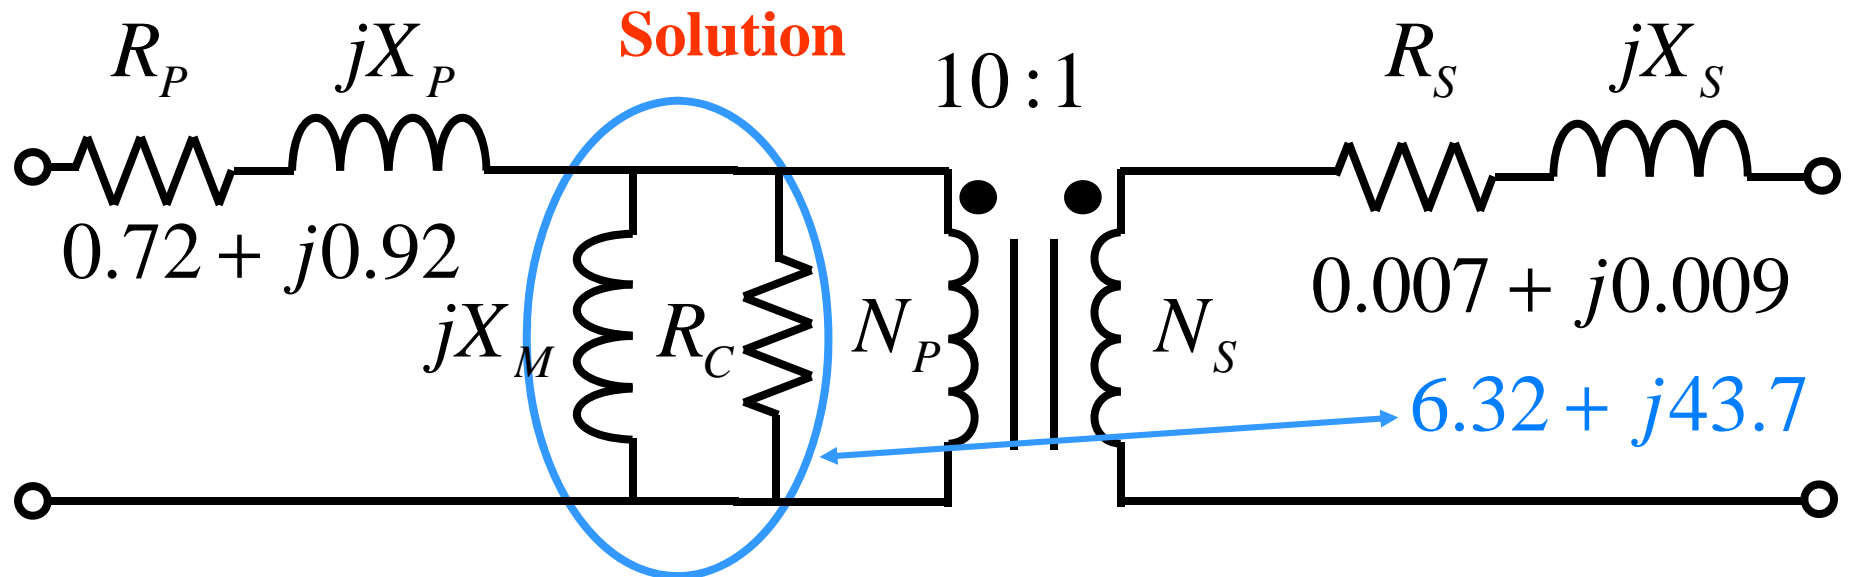 Solution
R_P jX_P 10:1 R_S jX_S
0.72 + j0.92 0.007 + j0.009
jX_M R_C N_P N_S
6.32 + j43.7